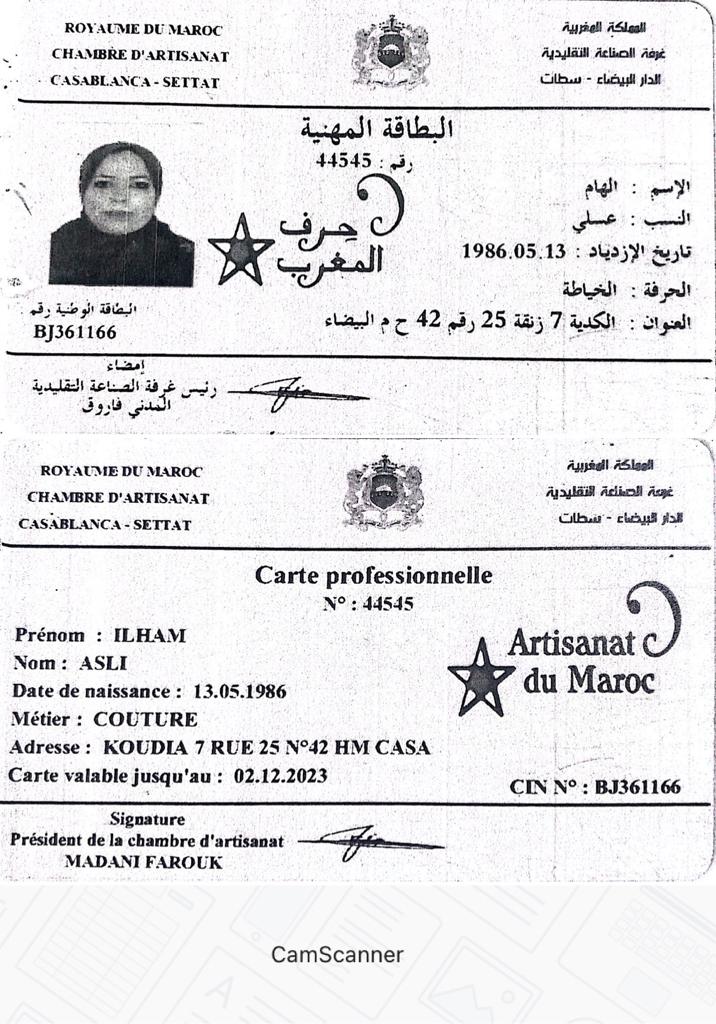 ROYAUME DU MAROC
CHAMBRE D'ARTISANAT
CASABLANCA - SETTAT
المملكة المغربية
غرفة الصناعة التقليدية
الدار البيضاء - سطات
البطاقة المهنية
رقم : 44545
حرف
المغرب
الإسم : الهام
النسب : عسلي
تاريخ الإزدياد : 1986.05.13
الحرفة : الخياطة
العنوان : الكدية 7 زنقة 25 رقم 42 ح م البيضاء
البطاقة الوطنية رقم
BJ361166
إمضاء
رئيس غرفة الصناعة التقليدية
المدني فاروق
ROYAUME DU MAROC
CHAMBRE D'ARTISANAT
CASABLANCA - SETTAT
المملكة المغربية
غرفة الصناعة التقليدية
الدار البيضاء - سطات
Carte professionnelle
N° : 44545
Prénom : ILHAM
Nom : ASLI
Date de naissance : 13.05.1986
Métier : COUTURE
Adresse : KOUDIA 7 RUE 25 N°42 HM CASA
Carte valable jusqu'au : 02.12.2023
Artisanat
du Maroc
CIN N° : BJ361166
Signature
Président de la chambre d'artisanat
MADANI FAROUK
CamScanner